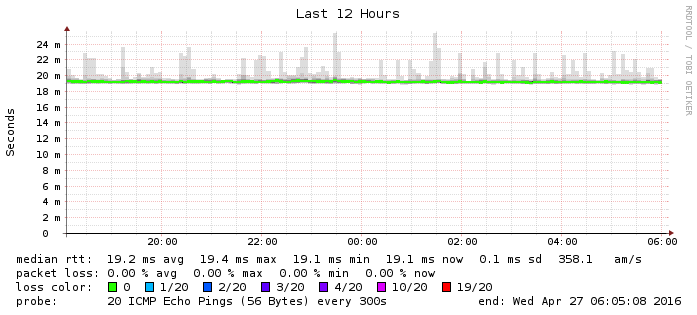 Last 12 Hours
RRDTOOL / TOBI OETIKER
Seconds
24 m
22 m
20 m
18 m
16 m
14 m
12 m
10 m
8 m
6 m
4 m
2 m
0
20:00 22:00 00:00 02:00 04:00 06:00
median rtt: 19.2 ms avg 19.4 ms max 19.1 ms min 19.1 ms now 0.1 ms sd 358.1 am/s
packet loss: 0.00 % avg 0.00 % max 0.00 % min 0.00 % now
loss color: 0 1/20 2/20 3/20 4/20 10/20 19/20
probe: 20 ICMP Echo Pings (56 Bytes) every 300s end: Wed Apr 27 06:05:08 2016